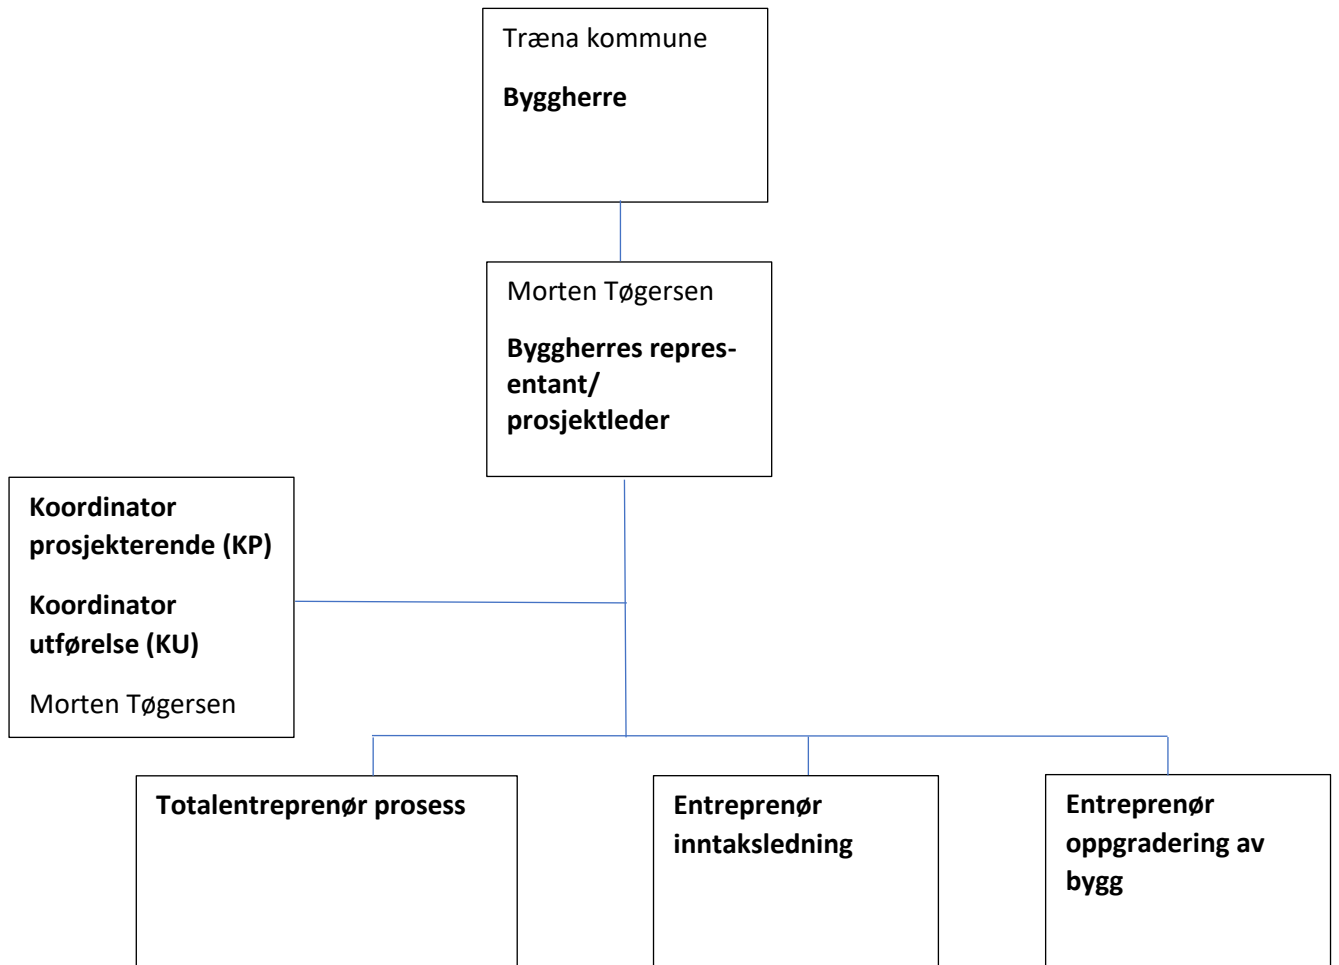 Træna kommune
Byggherre
Morten Tøgersen
Byggherres repres-
entant/
prosjektleder
Koordinator
prosjekterende (KP)
Koordinator
utførelse (KU)
Morten Tøgersen
Totalentreprenør prosess
Entreprenør
inntaksledning
Entreprenør
oppgradering av
bygg